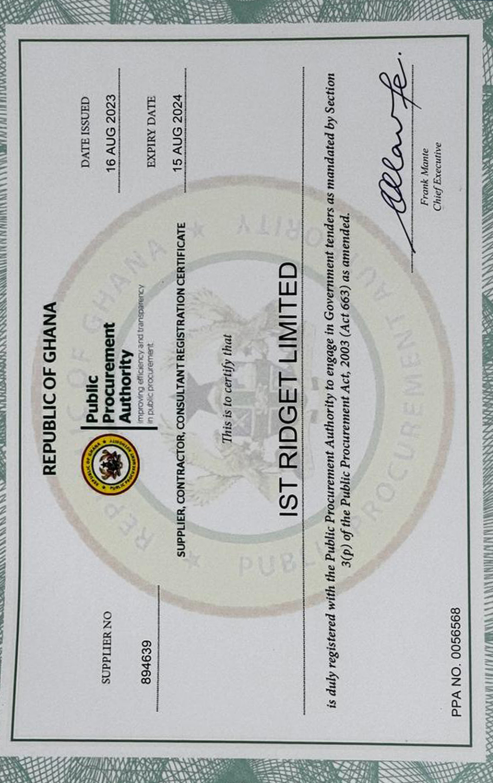 REPUBLIC OF GHANA
REPUBLIC OF GHANA
PUBLIC PROCUREMENT AUTHORITY
Public
Procurement
Authority
improving efficiency and transparency
in public procurement
DATE ISSUED
16 AUG 2023
EXPIRY DATE
15 AUG 2024
SUPPLIER NO
894639
SUPPLIER, CONTRACTOR, CONSULTANT REGISTRATION CERTIFICATE
This is to certify that
IST RIDGET LIMITED
is duly registered with the Public Procurement Authority to engage in Government tenders as mandated by Section
3(p) of the Public Procurement Act, 2003 (Act 663) as amended.
Frank Mante
Chief Executive
PPA NO. 0056568